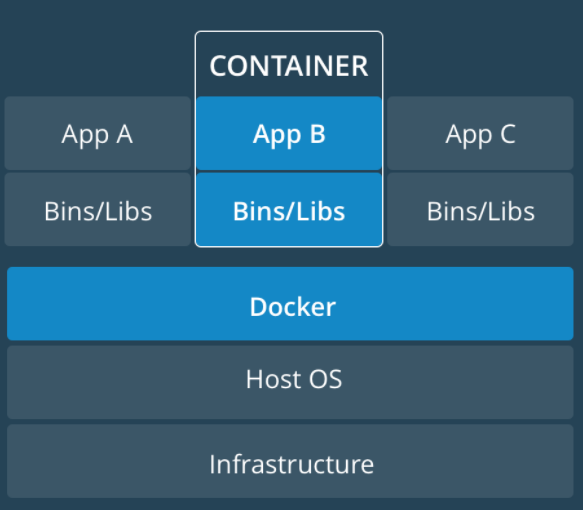 CONTAINER
App A
App B
App C
Bins/Libs
Bins/Libs
Bins/Libs
Docker
Host OS
Infrastructure